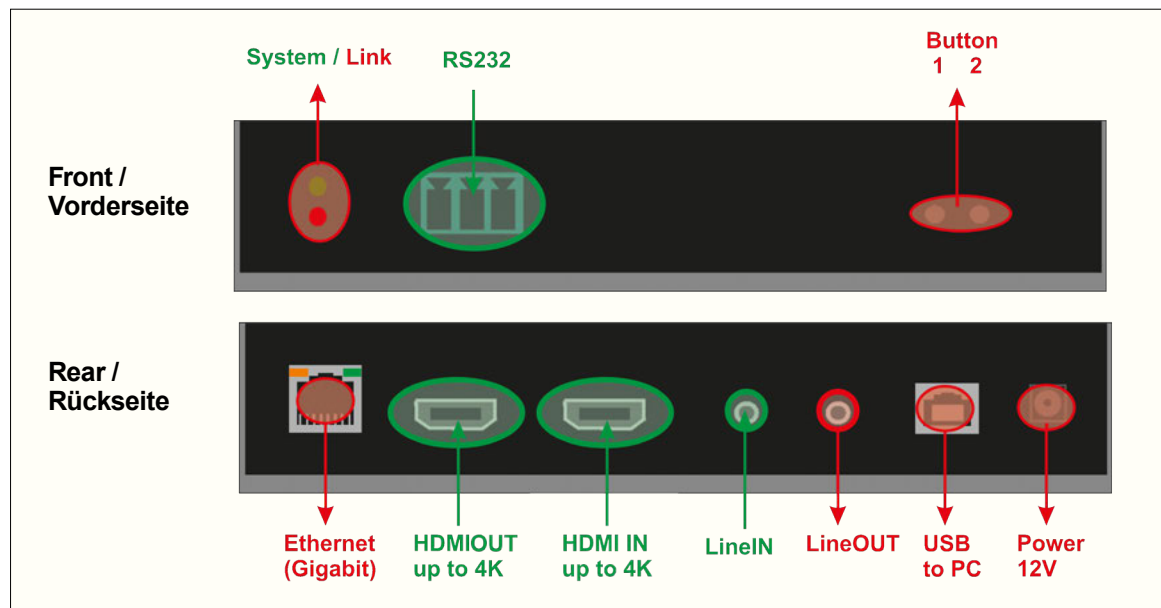 System / Link
RS232
Button
1 2
Front /
Vorderseite
Rear /
Rückseite
Ethernet
(Gigabit)
HDMIOUT
up to 4K
HDMI IN
up to 4K
LineIN
LineOUT
USB
to PC
Power
12V